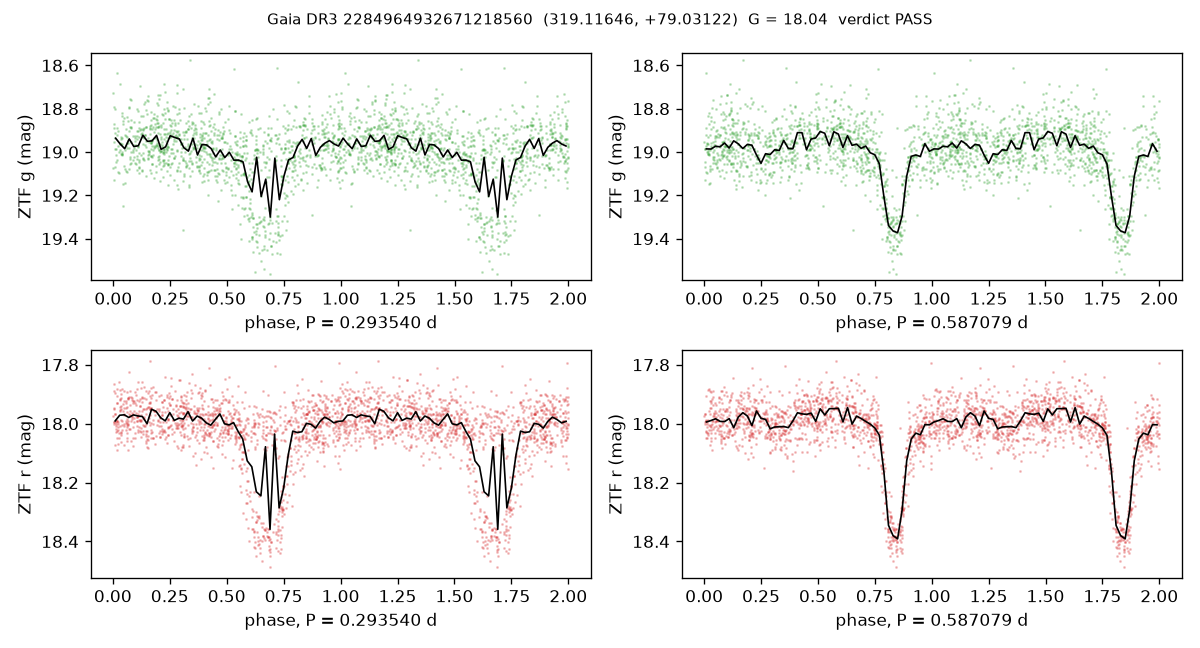 Gaia DR3 2284964932671218560  (319.11646, +79.03122)  G = 18.04  verdict PASS
ZTF g (mag)
18.6
18.8
19.0
19.2
19.4
0.00 0.25 0.50 0.75 1.00 1.25 1.50 1.75 2.00
phase, P = 0.293540 d
ZTF g (mag)
18.6
18.8
19.0
19.2
19.4
0.00 0.25 0.50 0.75 1.00 1.25 1.50 1.75 2.00
phase, P = 0.587079 d
ZTF r (mag)
17.8
18.0
18.2
18.4
0.00 0.25 0.50 0.75 1.00 1.25 1.50 1.75 2.00
phase, P = 0.293540 d
ZTF r (mag)
17.8
18.0
18.2
18.4
0.00 0.25 0.50 0.75 1.00 1.25 1.50 1.75 2.00
phase, P = 0.587079 d